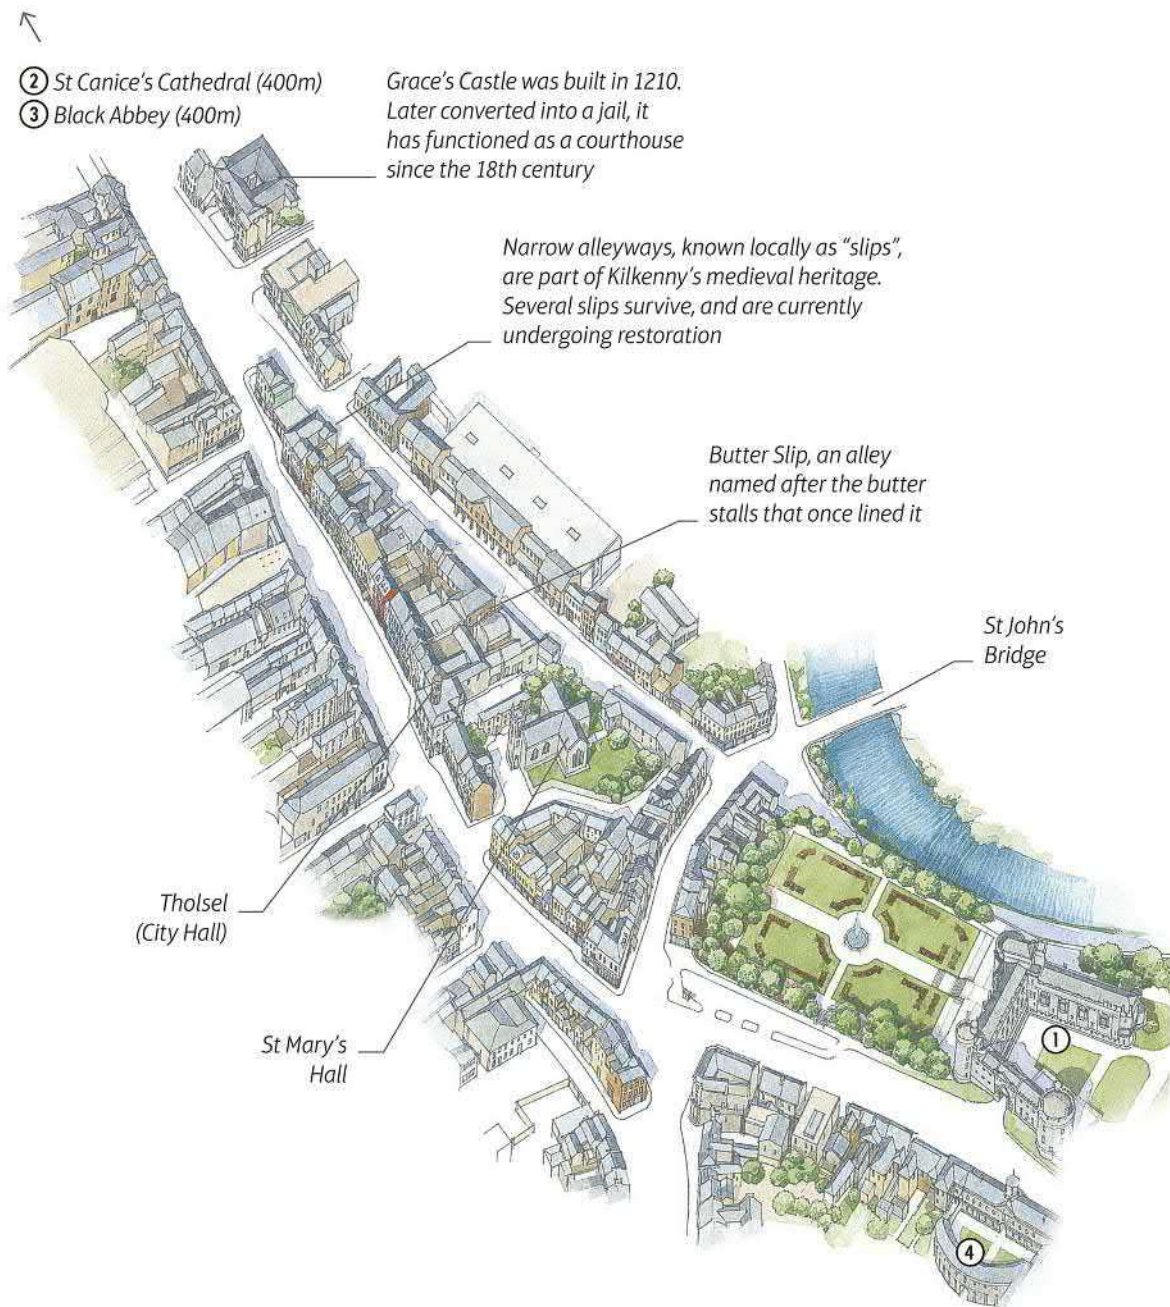 ② St Canice's Cathedral (400m)
③ Black Abbey (400m)
Grace's Castle was built in 1210.
Later converted into a jail, it
has functioned as a courthouse
since the 18th century
Narrow alleyways, known locally as “slips”,
are part of Kilkenny's medieval heritage.
Several slips survive, and are currently
undergoing restoration
Butter Slip, an alley
named after the butter
stalls that once lined it
St John's
Bridge
Tholsel
(City Hall)
St Mary's
Hall
①
④